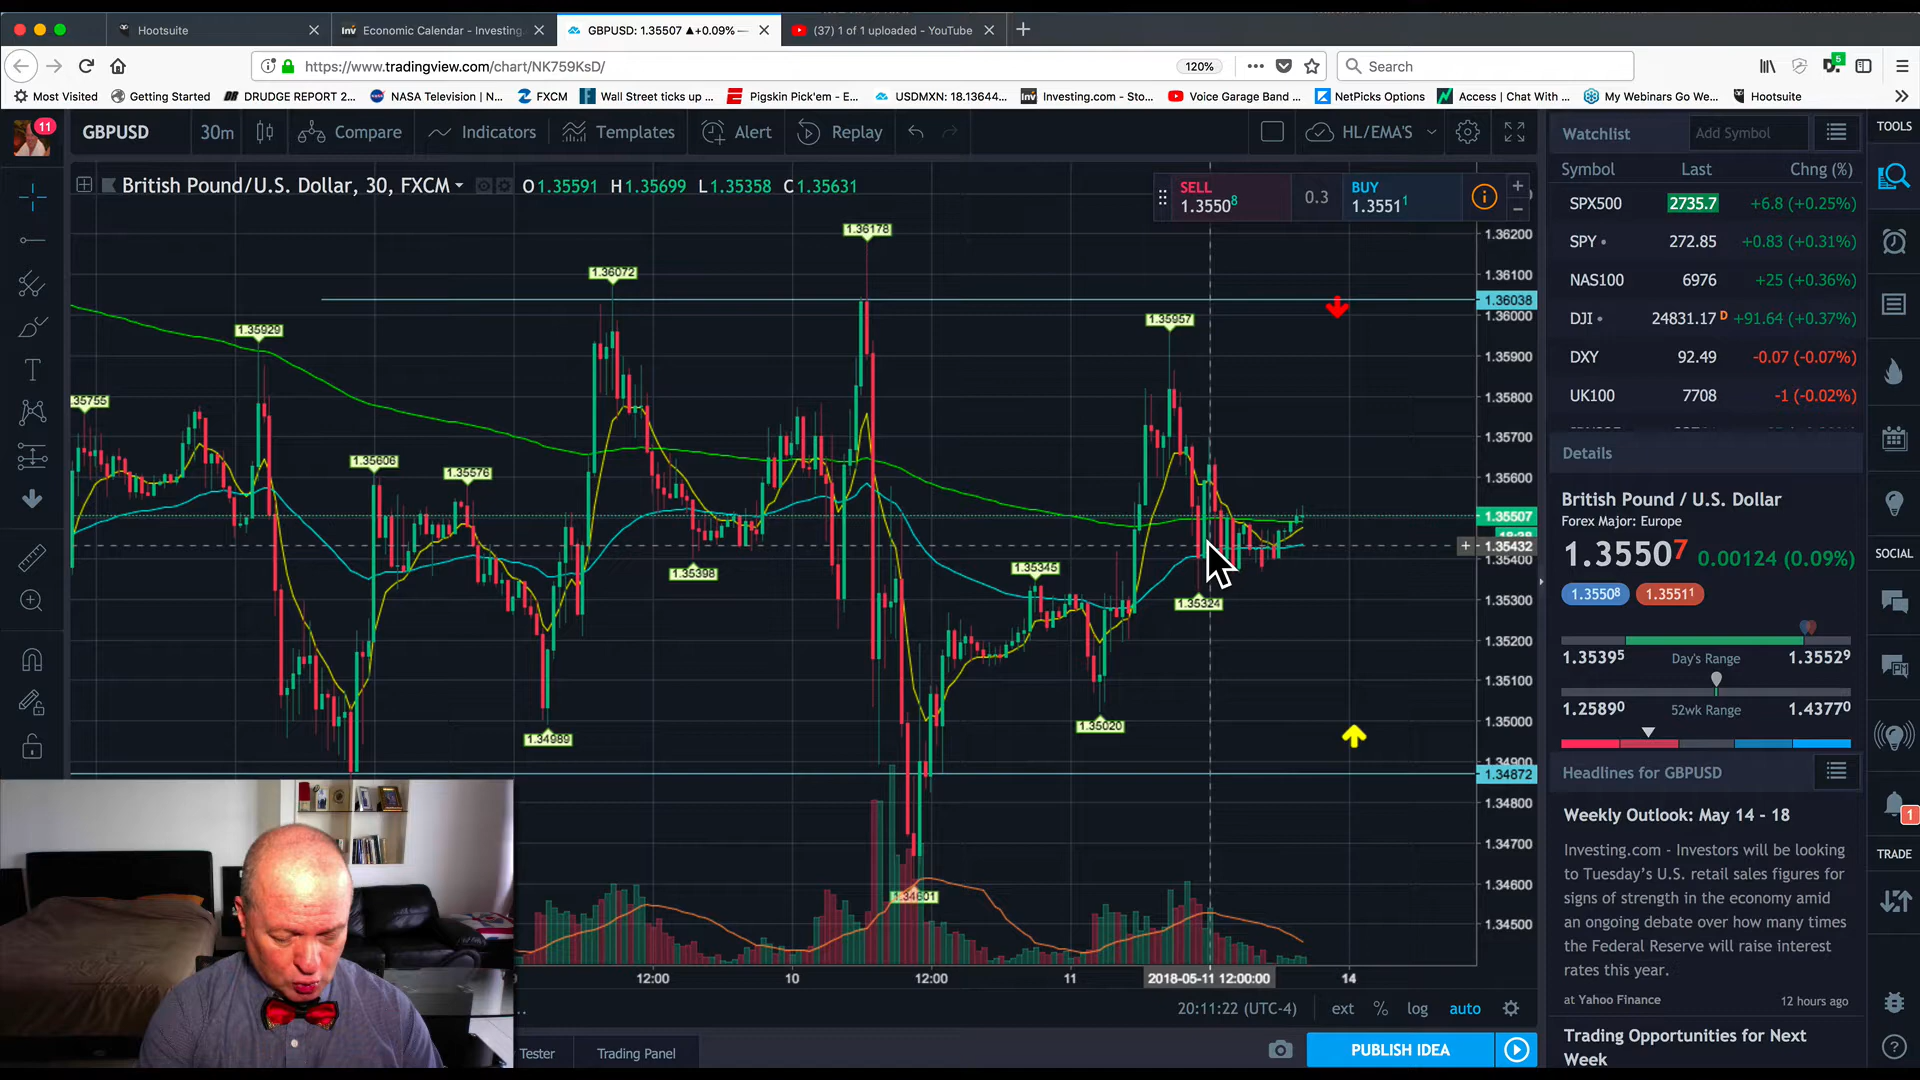 Hootsuite
Economic Calendar - Investing.
GBPUSD: 1.35507 ▲+0.09% —
(37) 1 of 1 uploaded - YouTube
https://www.tradingview.com/chart/NK759KsD/
120%
Search
5
Most Visited
Getting Started
DRUDGE REPORT 2...
NASA Television | N...
FXCM
Wall Street ticks up ...
Pigskin Pick'em - E...
USDMXN: 18.13644...
Investing.com - Sto...
Voice Garage Band ...
NetPicks Options
Access | Chat With ...
My Webinars Go We...
Hootsuite
11
GBPUSD
30m
Compare
Indicators
Templates
Alert
Replay
HL/EMA'S
British Pound/U.S. Dollar, 30, FXCM
O1.35591 H1.35699 L1.35358 C1.35631
SELL
1.35508
0.3
BUY
1.35511
1.36178
1.36072
1.35929
1.35957
35755
1.35606
1.35576
1.35398
1.35345
1.35324
1.34989
1.35020
1.34601
1.36200
1.36100
1.36038
1.36000
1.35900
1.35800
1.35700
1.35600
1.35507
1.35432
1.35400
1.35300
1.35200
1.35100
1.35000
1.34900
1.34872
1.34800
1.34700
1.34600
1.34500
12:00
10
12:00
11
2018-05-11 12:00:00
14
20:11:22 (UTC-4)
ext
%
log
auto
Tester
Trading Panel
PUBLISH IDEA
Watchlist
Add Symbol
Symbol
Last
Chng (%)
SPX500 2735.7 +6.8 (+0.25%)
SPY 272.85 +0.83 (+0.31%)
NAS100 6976 +25 (+0.36%)
DJI 24831.17 D +91.64 (+0.37%)
DXY 92.49 -0.07 (-0.07%)
UK100 7708 -1 (-0.02%)
Details
British Pound / U.S. Dollar
Forex Major: Europe
1.35507 0.00124 (0.09%)
1.35508
1.35511
1.35395 Day's Range 1.35529
1.25890 52wk Range 1.43770
Headlines for GBPUSD
Weekly Outlook: May 14 - 18
Investing.com - Investors will be looking
to Tuesday's U.S. retail sales figures for
signs of strength in the economy amid
an ongoing debate over how many times
the Federal Reserve will raise interest
rates this year.
at Yahoo Finance
12 hours ago
Trading Opportunities for Next
Week
TOOLS
SOCIAL
1
TRADE